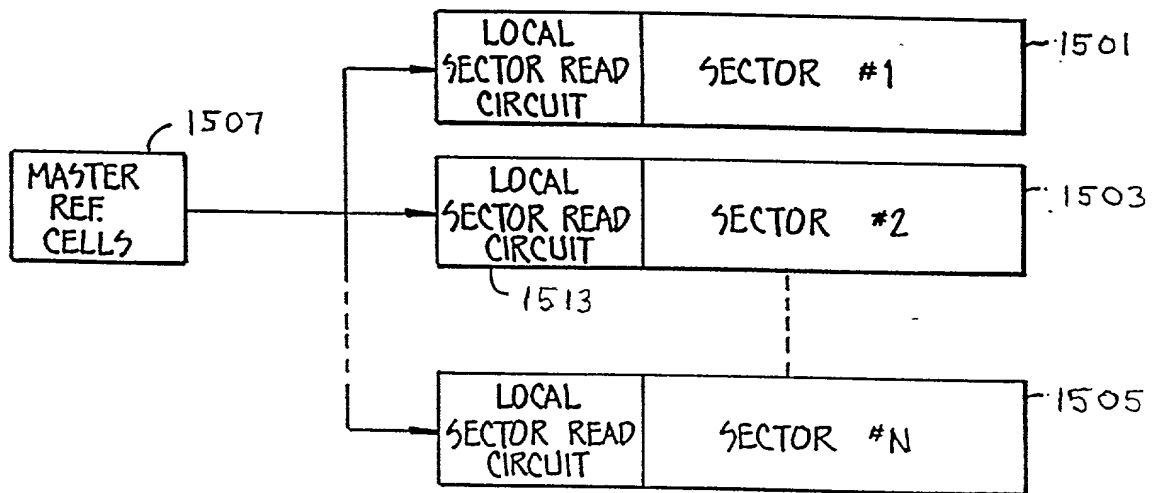 LOCAL
SECTOR READ
CIRCUIT
SECTOR #1
1501
1507
MASTER
REF.
CELLS
LOCAL
SECTOR READ
CIRCUIT
SECTOR #2
1503
1513
LOCAL
SECTOR READ
CIRCUIT
SECTOR #N
1505